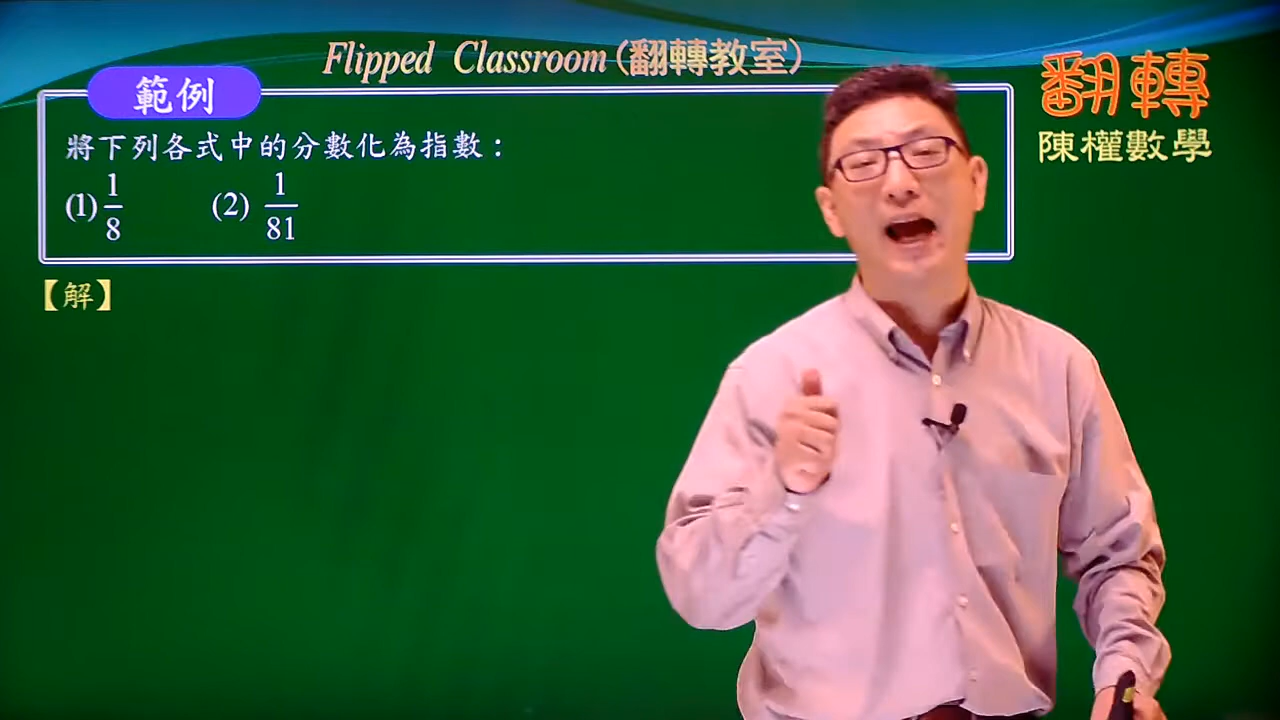 Flipped Classroom (翻轉教室)
翻轉
陳權數學
範例
將下列各式中的分數化為指數：
(1) 1/8 (2) 1/81
【解】